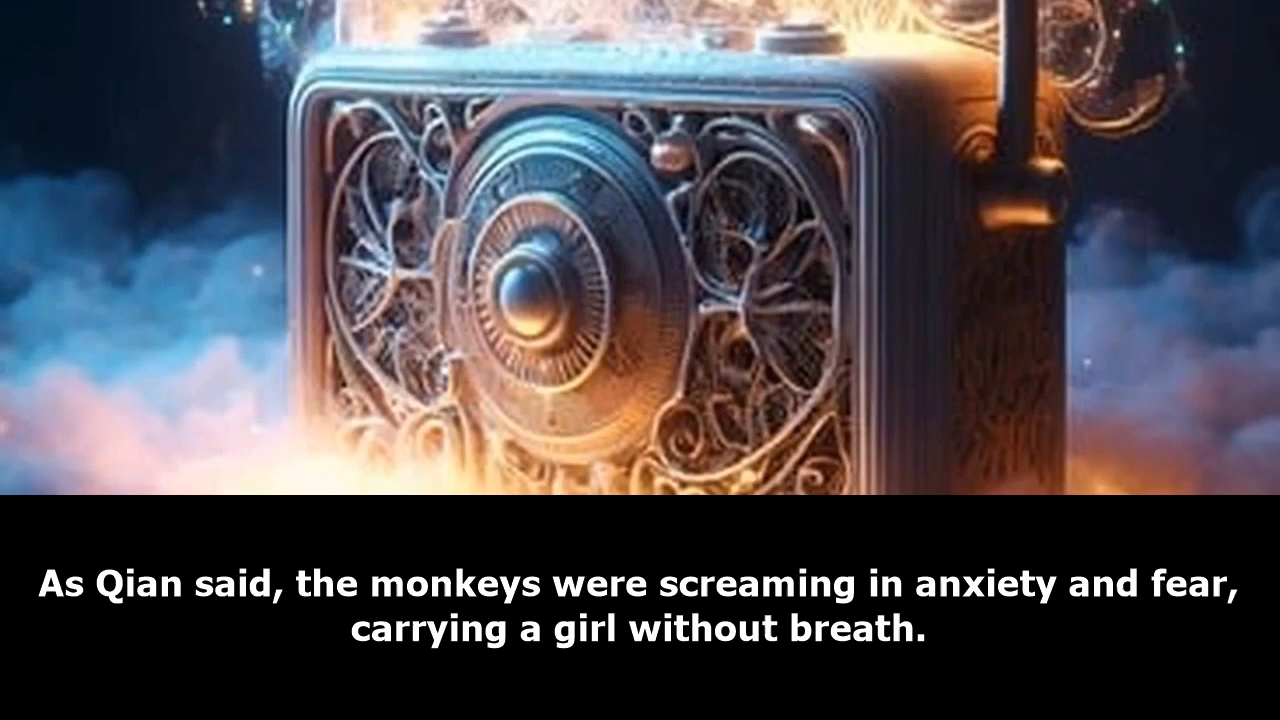 As Qian said, the monkeys were screaming in anxiety and fear,
carrying a girl without breath.